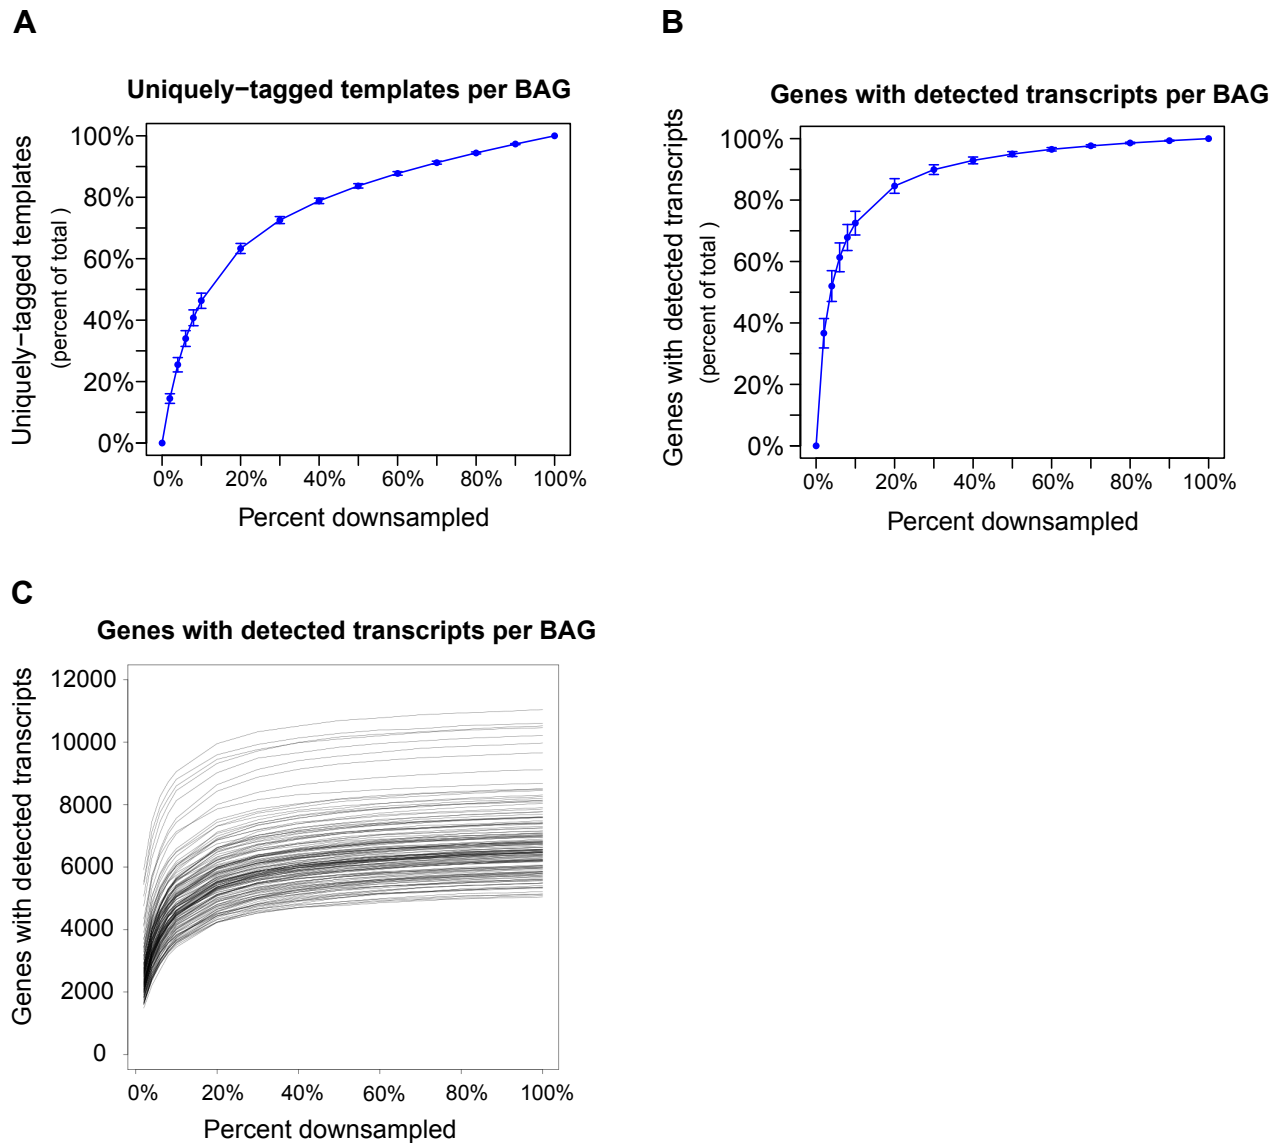 A
Uniquely−tagged templates per BAG
Uniquely−tagged templates
(percent of total )
100%
80%
60%
40%
20%
0%
0% 20% 40% 60% 80% 100%
Percent downsampled
B
Genes with detected transcripts per BAG
Genes with detected transcripts
(percent of total )
100%
80%
60%
40%
20%
0%
0% 20% 40% 60% 80% 100%
Percent downsampled
C
Genes with detected transcripts per BAG
Genes with detected transcripts
12000
10000
8000
6000
4000
2000
0
0% 20% 40% 60% 80% 100%
Percent downsampled